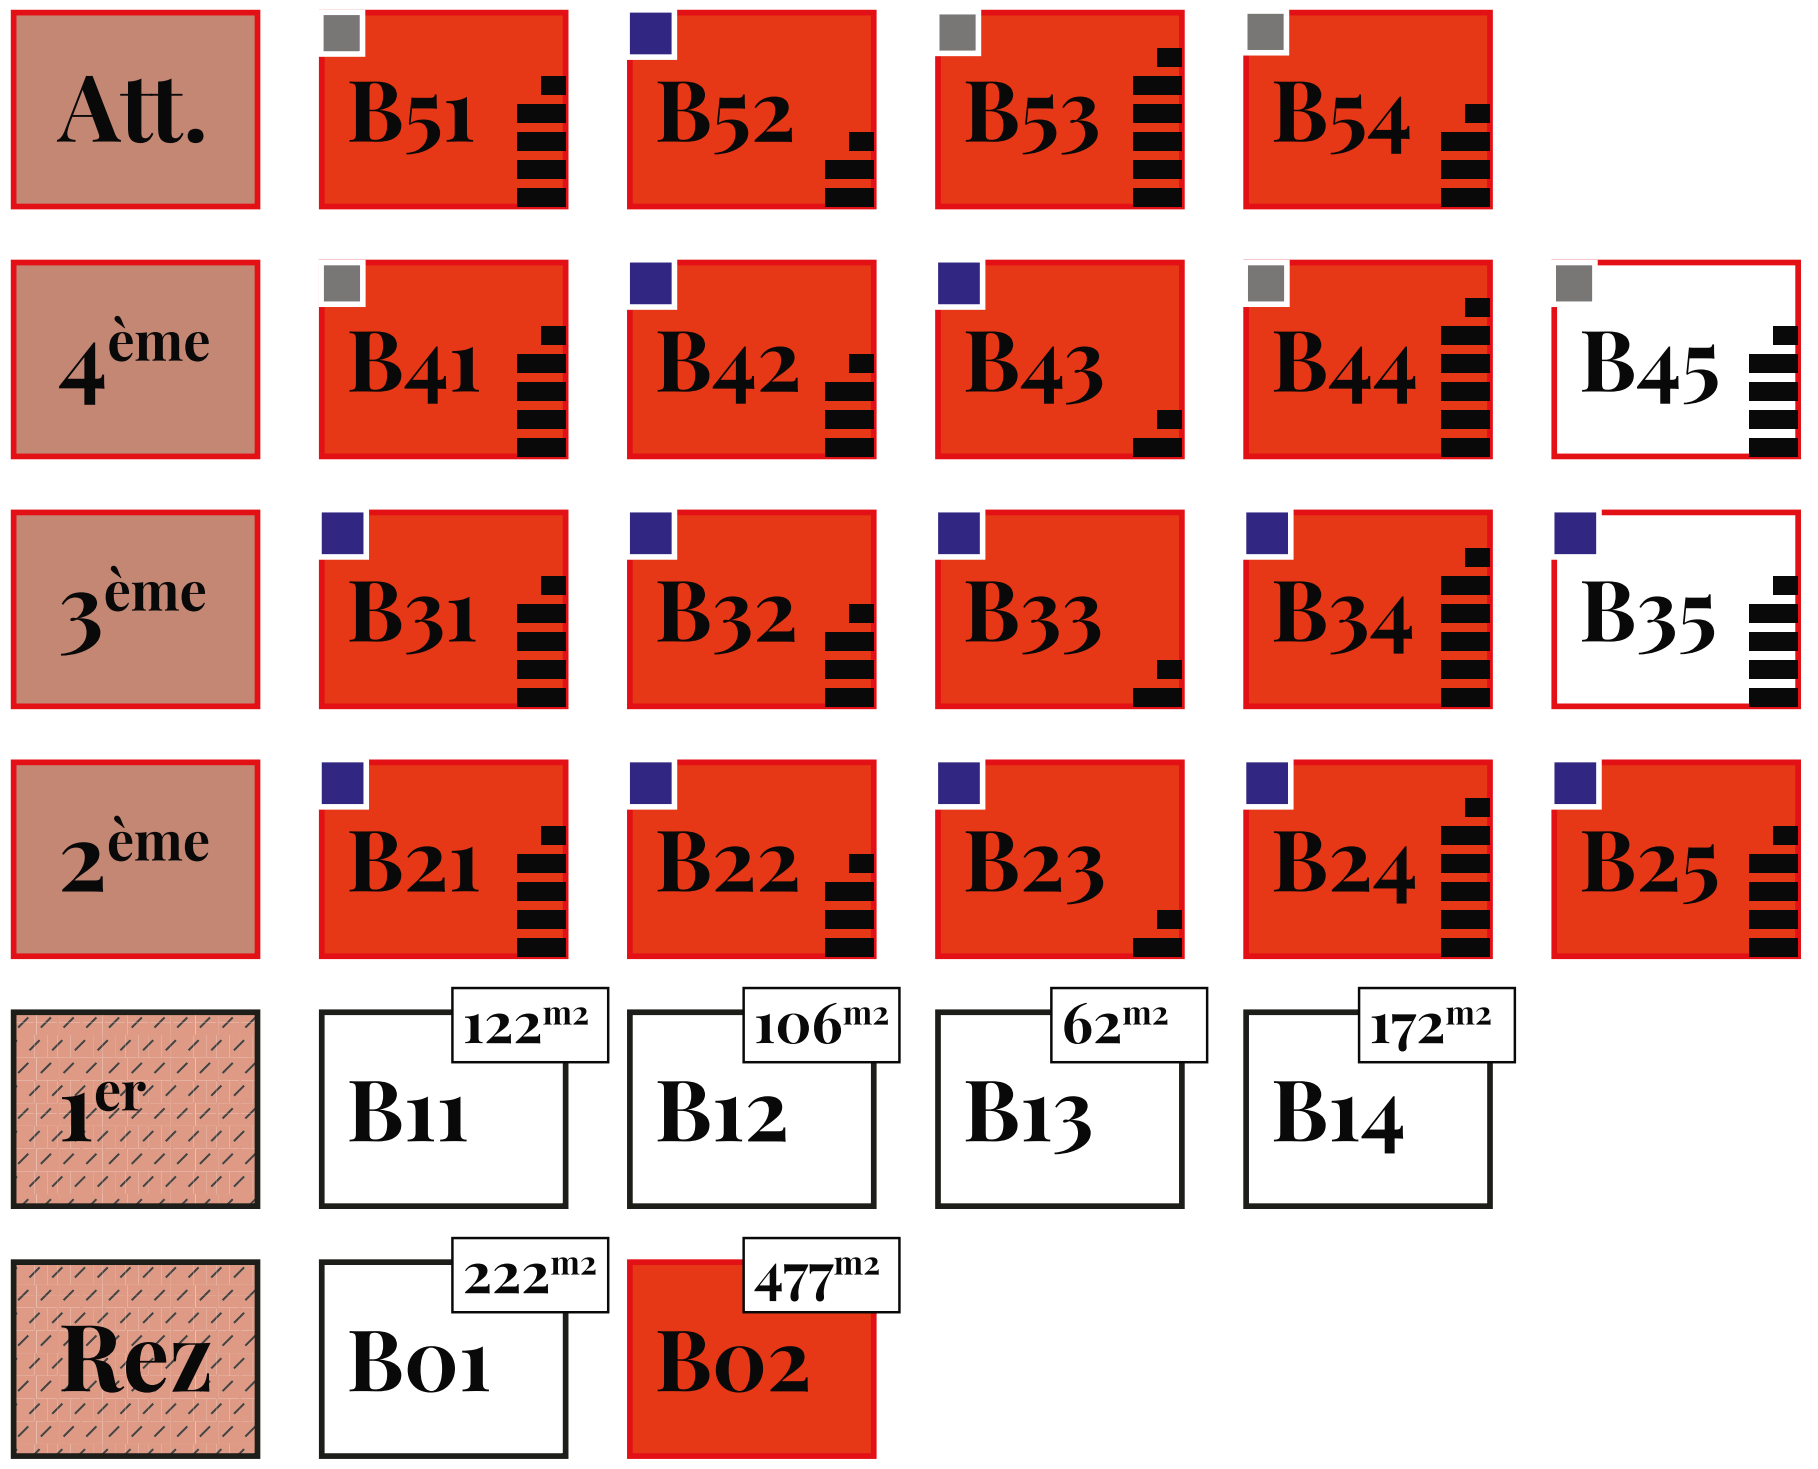 Att. B51 B52 B53 B54
4ème B41 B42 B43 B44 B45
3ème B31 B32 B33 B34 B35
2ème B21 B22 B23 B24 B25
122m2 106m2 62m2 172m2
1er B11 B12 B13 B14
222m2 477m2
Rez B01 B02